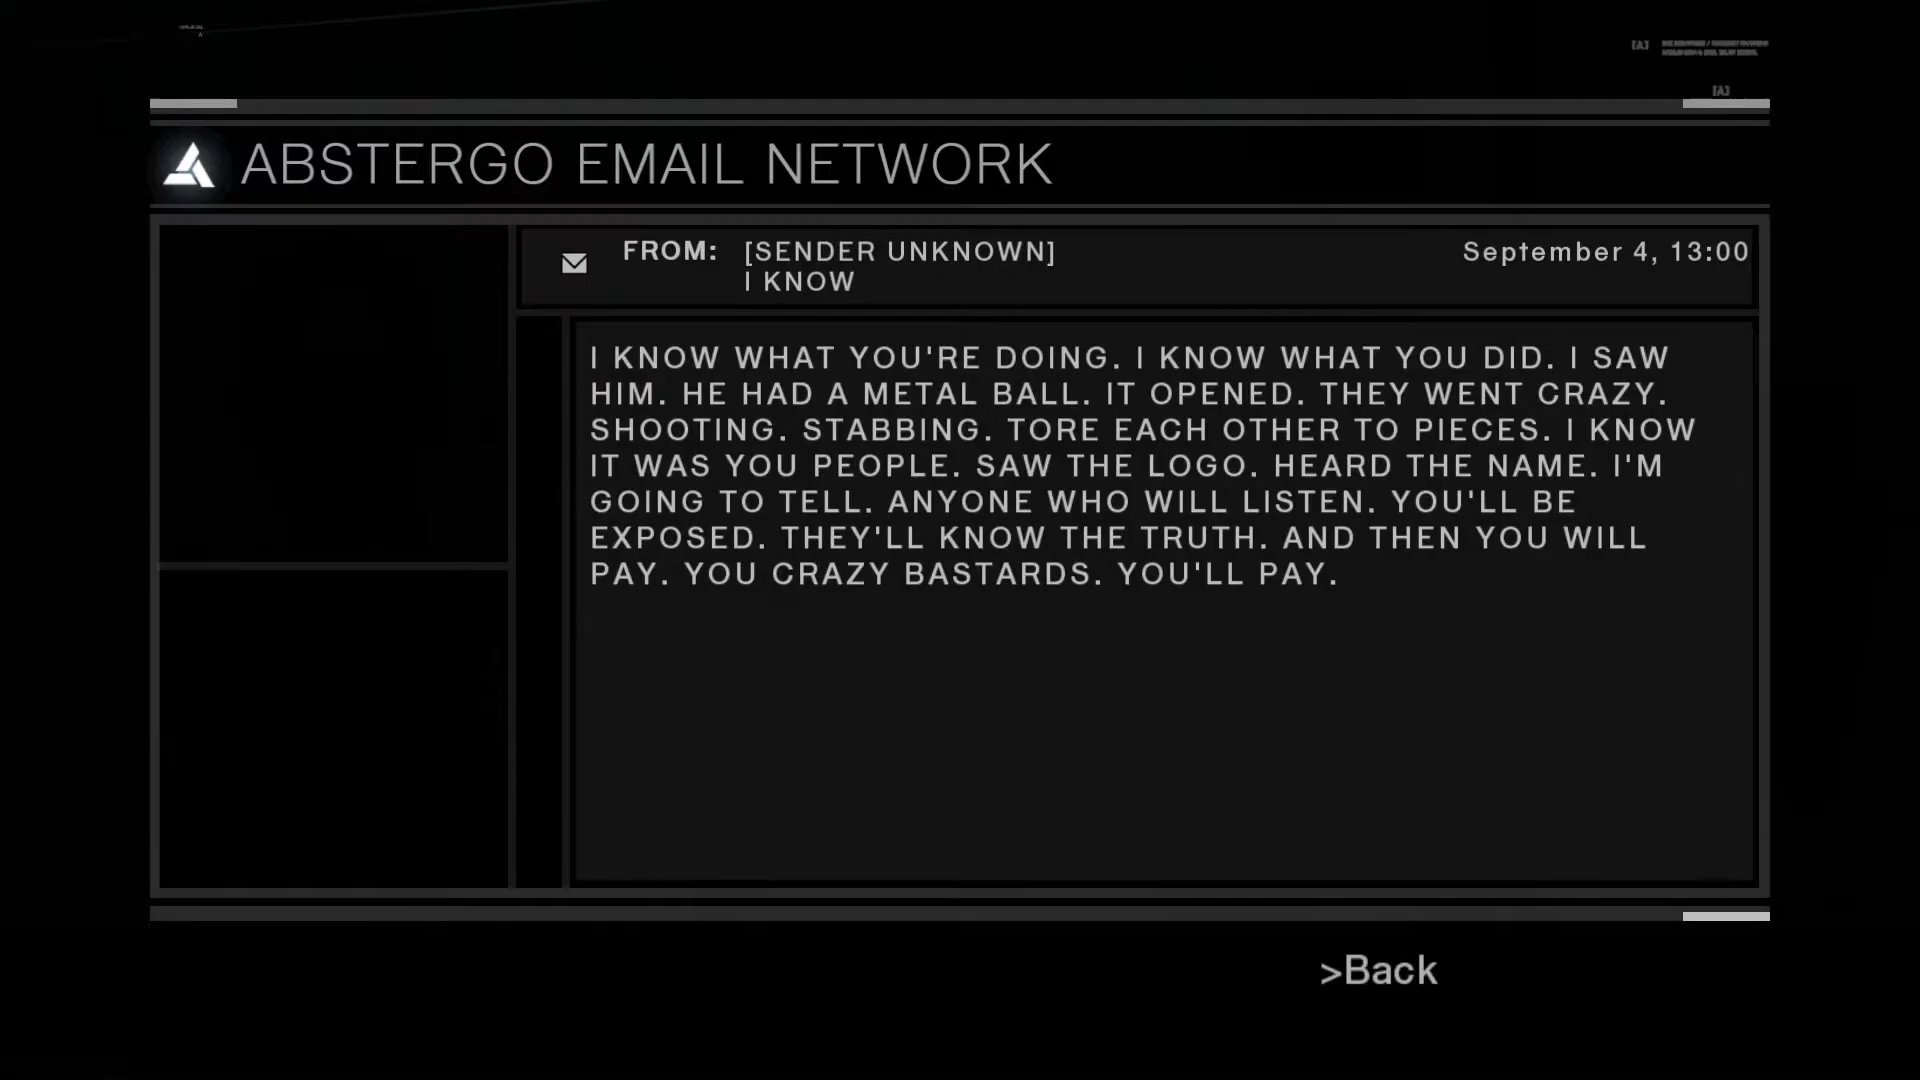 [A]
[A]
ABSTERGO EMAIL NETWORK
FROM: [SENDER UNKNOWN] September 4, 13:00
I KNOW
I KNOW WHAT YOU'RE DOING. I KNOW WHAT YOU DID. I SAW
HIM. HE HAD A METAL BALL. IT OPENED. THEY WENT CRAZY.
SHOOTING. STABBING. TORE EACH OTHER TO PIECES. I KNOW
IT WAS YOU PEOPLE. SAW THE LOGO. HEARD THE NAME. I'M
GOING TO TELL. ANYONE WHO WILL LISTEN. YOU'LL BE
EXPOSED. THEY'LL KNOW THE TRUTH. AND THEN YOU WILL
PAY. YOU CRAZY BASTARDS. YOU'LL PAY.
>Back